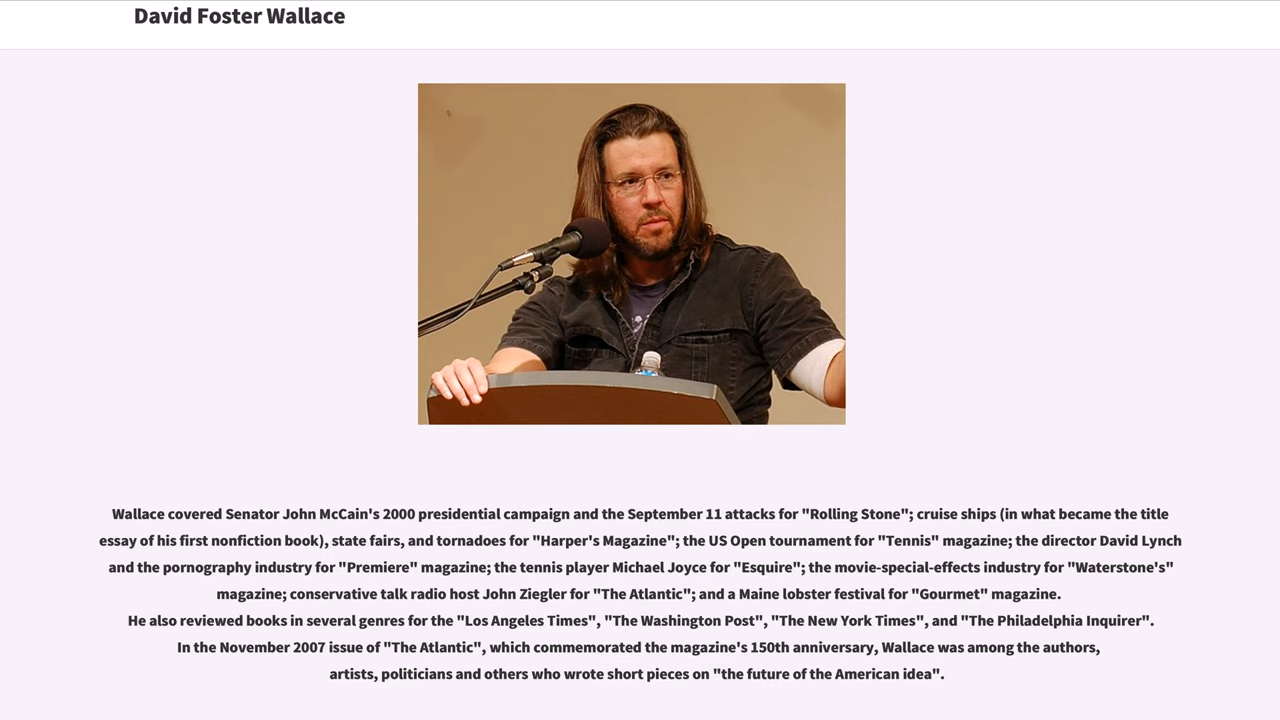 David Foster Wallace
Wallace covered Senator John McCain's 2000 presidential campaign and the September 11 attacks for "Rolling Stone"; cruise ships (in what became the title
essay of his first nonfiction book), state fairs, and tornadoes for "Harper's Magazine"; the US Open tournament for "Tennis" magazine; the director David Lynch
and the pornography industry for "Premiere" magazine; the tennis player Michael Joyce for "Esquire"; the movie-special-effects industry for "Waterstone's"
magazine; conservative talk radio host John Ziegler for "The Atlantic"; and a Maine lobster festival for "Gourmet" magazine.
He also reviewed books in several genres for the "Los Angeles Times", "The Washington Post", "The New York Times", and "The Philadelphia Inquirer".
In the November 2007 issue of "The Atlantic", which commemorated the magazine's 150th anniversary, Wallace was among the authors,
artists, politicians and others who wrote short pieces on "the future of the American idea".